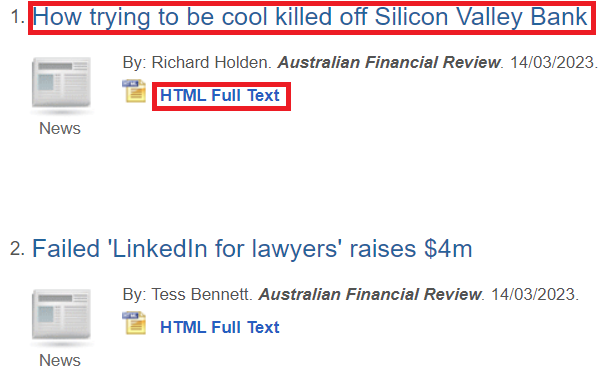 1. How trying to be cool killed off Silicon Valley Bank
By: Richard Holden. Australian Financial Review. 14/03/2023.
HTML Full Text
News
2. Failed 'LinkedIn for lawyers' raises $4m
By: Tess Bennett. Australian Financial Review. 14/03/2023.
HTML Full Text
News